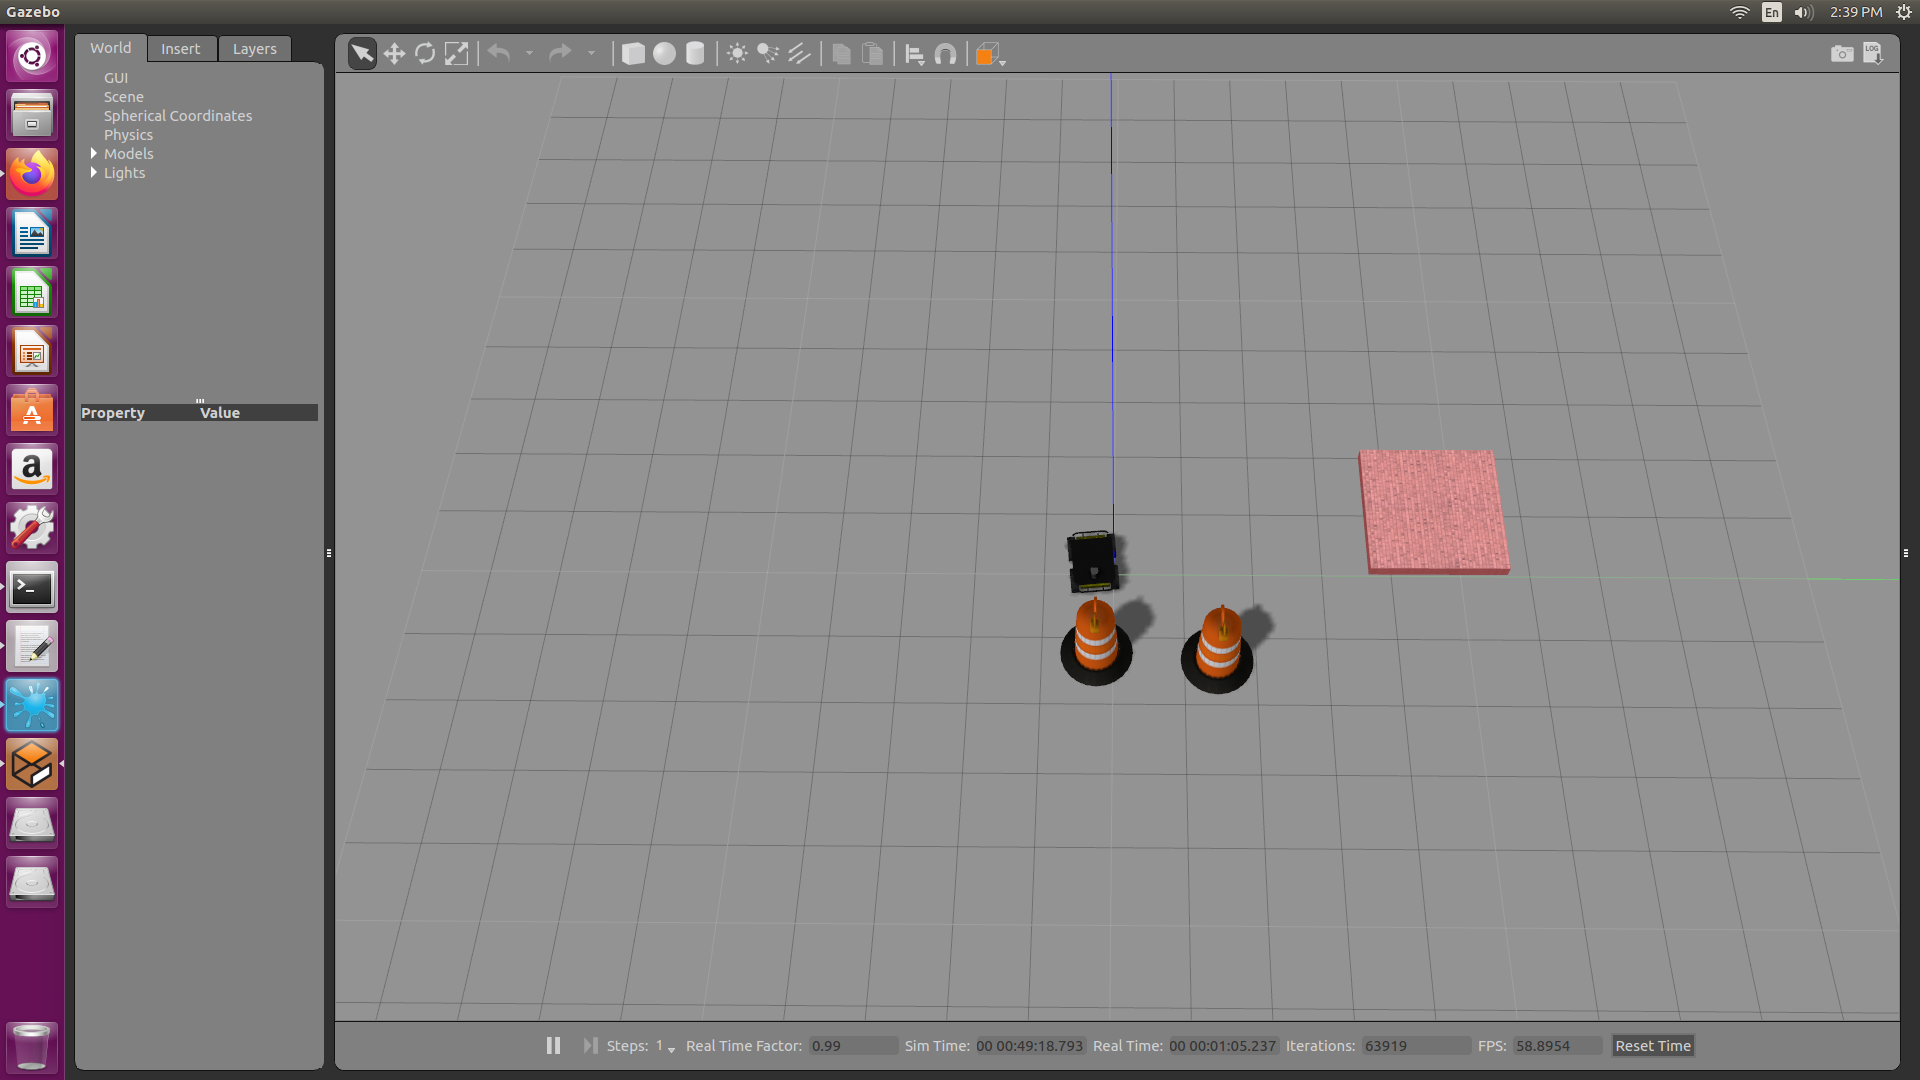 Gazebo
En
2:39 PM
World Insert Layers
LOG
GUI
Scene
Spherical Coordinates
Physics
Models
Lights
Property Value
Steps: 1 Real Time Factor: 0.99 Sim Time: 00 00:49:18.793 Real Time: 00 00:01:05.237 Iterations: 63919 FPS: 58.8954 Reset Time